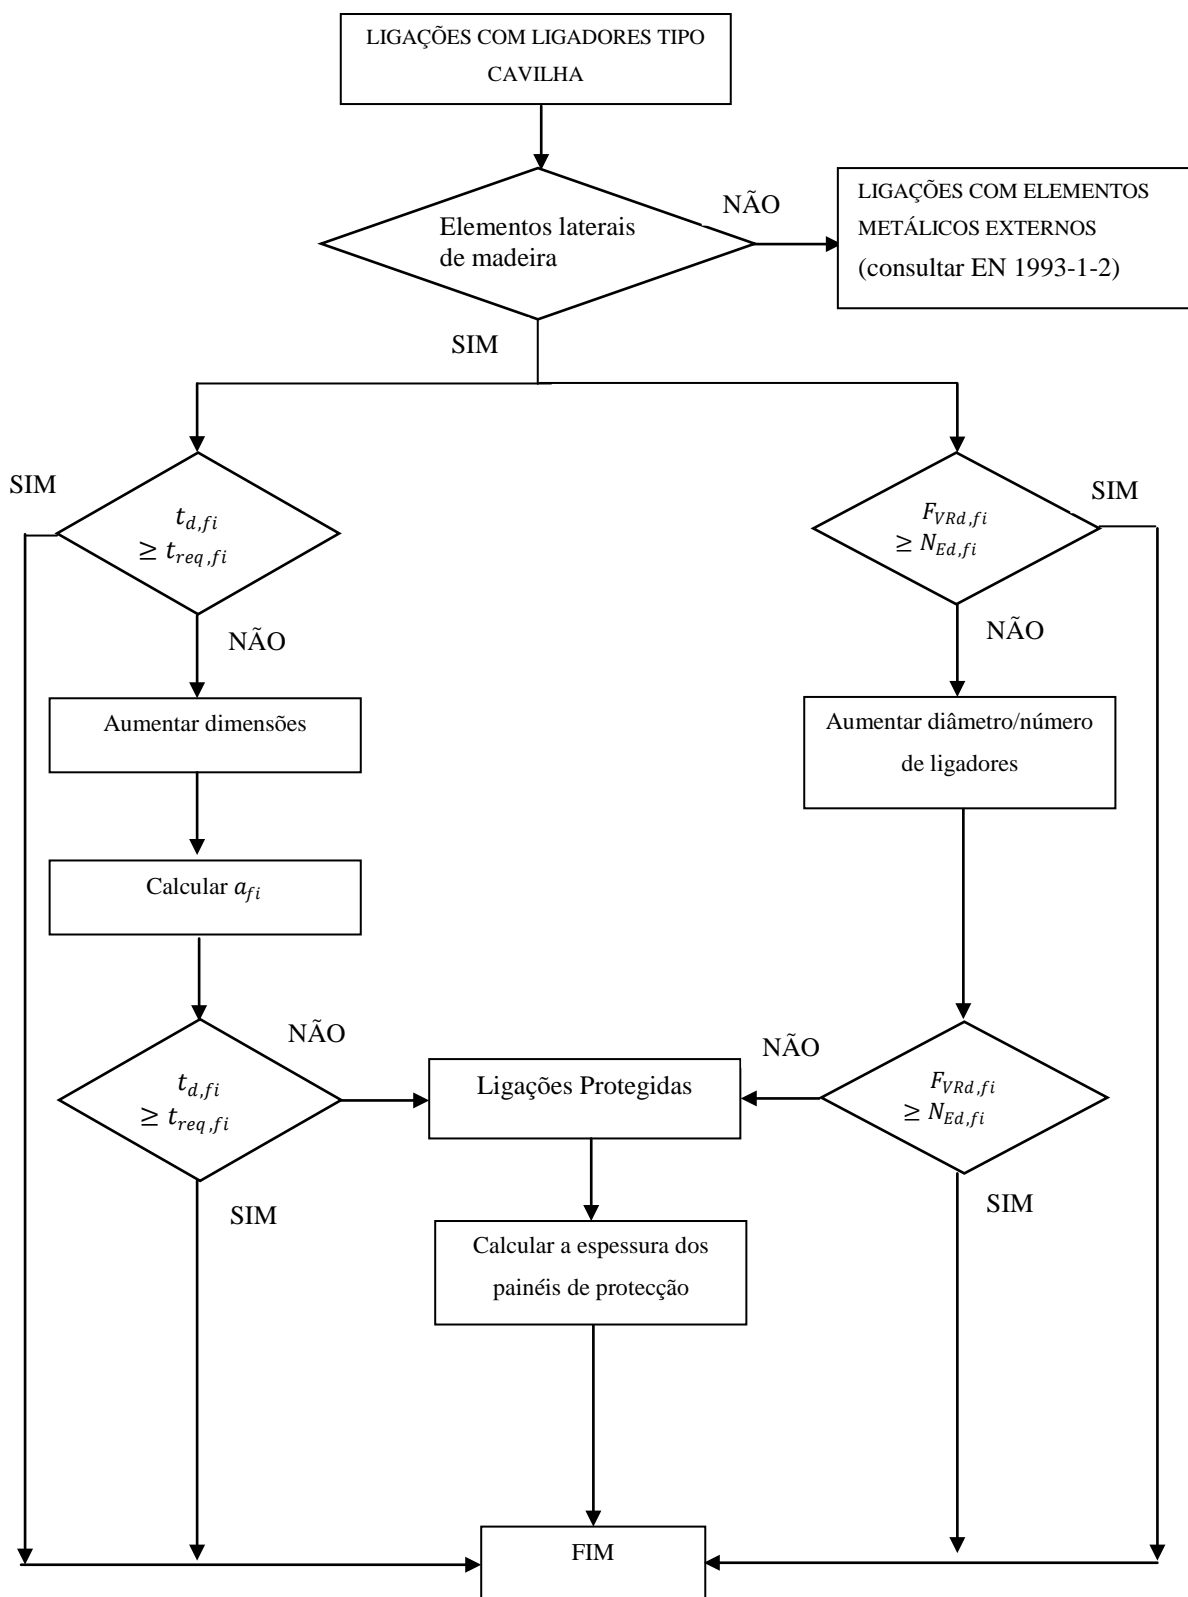 LIGAÇÕES COM LIGADORES TIPO
CAVILHA
NÃO
LIGAÇÕES COM ELEMENTOS
METÁLICOS EXTERNOS
(consultar EN 1993-1-2)
Elementos laterais
de madeira
SIM
SIM
t_{d,fi}
≥ t_{req,fi}
NÃO
F_{VRd,fi}
≥ N_{Ed,fi}
SIM
NÃO
Aumentar dimensões
Aumentar diâmetro/número
de ligadores
Calcular a_{fi}
t_{d,fi}
≥ t_{req,fi}
NÃO
SIM
Ligações Protegidas
NÃO
F_{VRd,fi}
≥ N_{Ed,fi}
SIM
Calcular a espessura dos
painéis de protecção
FIM